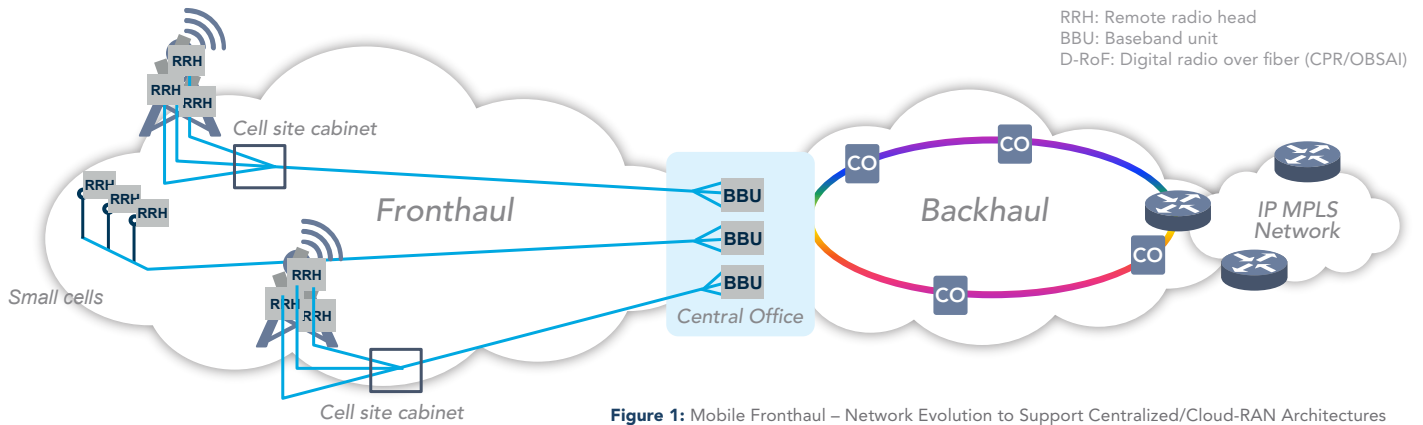 RRH: Remote radio head
BBU: Baseband unit
D-RoF: Digital radio over fiber (CPR/OBSAI)
RRH
RRH
RRH
Cell site cabinet
CO
CO
RRH
RRH
RRH
Fronthaul
BBU
BBU
BBU
Central Office
Backhaul
IP MPLS
Network
CO
CO
Small cells
RRH
RRH
RRH
Cell site cabinet
Figure 1: Mobile Fronthaul – Network Evolution to Support Centralized/Cloud-RAN Architectures